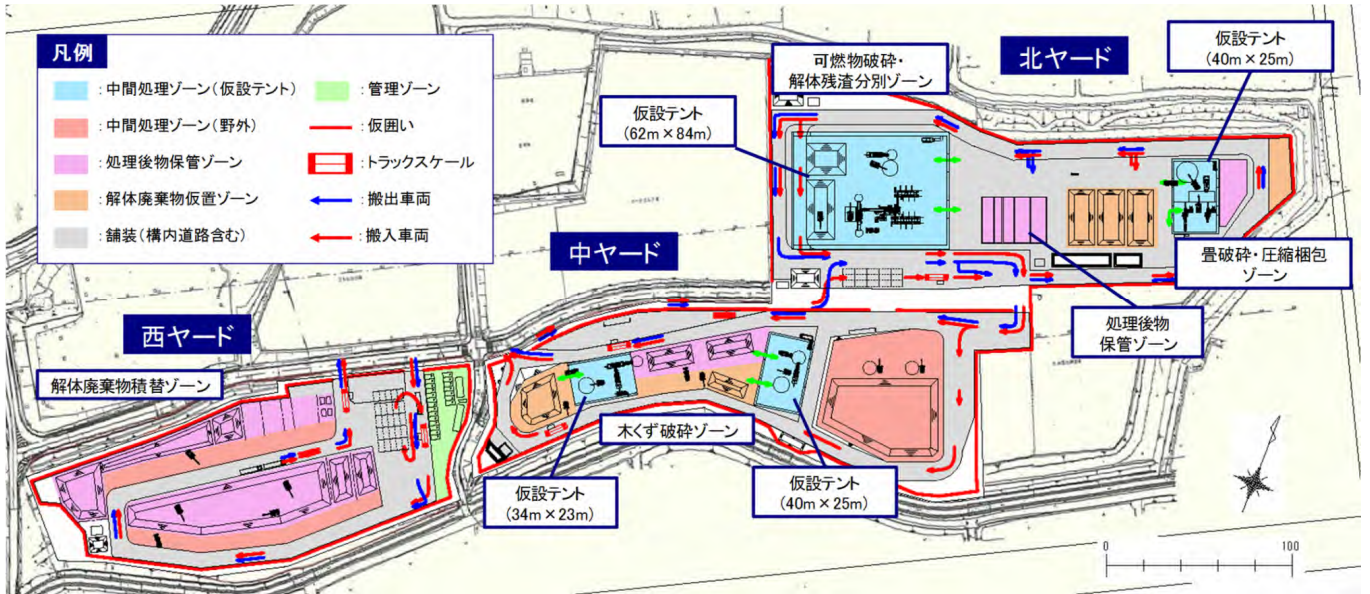 凡例
:中間処理ゾーン(仮設テント)
:中間処理ゾーン(野外)
:処理後物保管ゾーン
:解体廃棄物仮置ゾーン
:舗装(構内道路含む)
:管理ゾーン
:仮囲い
:トラックスケール
:搬出車両
:搬入車両
可燃物破砕・
解体残渣分別ゾーン
北ヤード
仮設テント
(40m×25m)
仮設テント
(62m×84m)
中ヤード
畳破砕・圧縮梱包
ゾーン
処理後物
保管ゾーン
西ヤード
解体廃棄物積替ゾーン
木くず破砕ゾーン
仮設テント
(34m×23m)
仮設テント
(40m×25m)
0
100